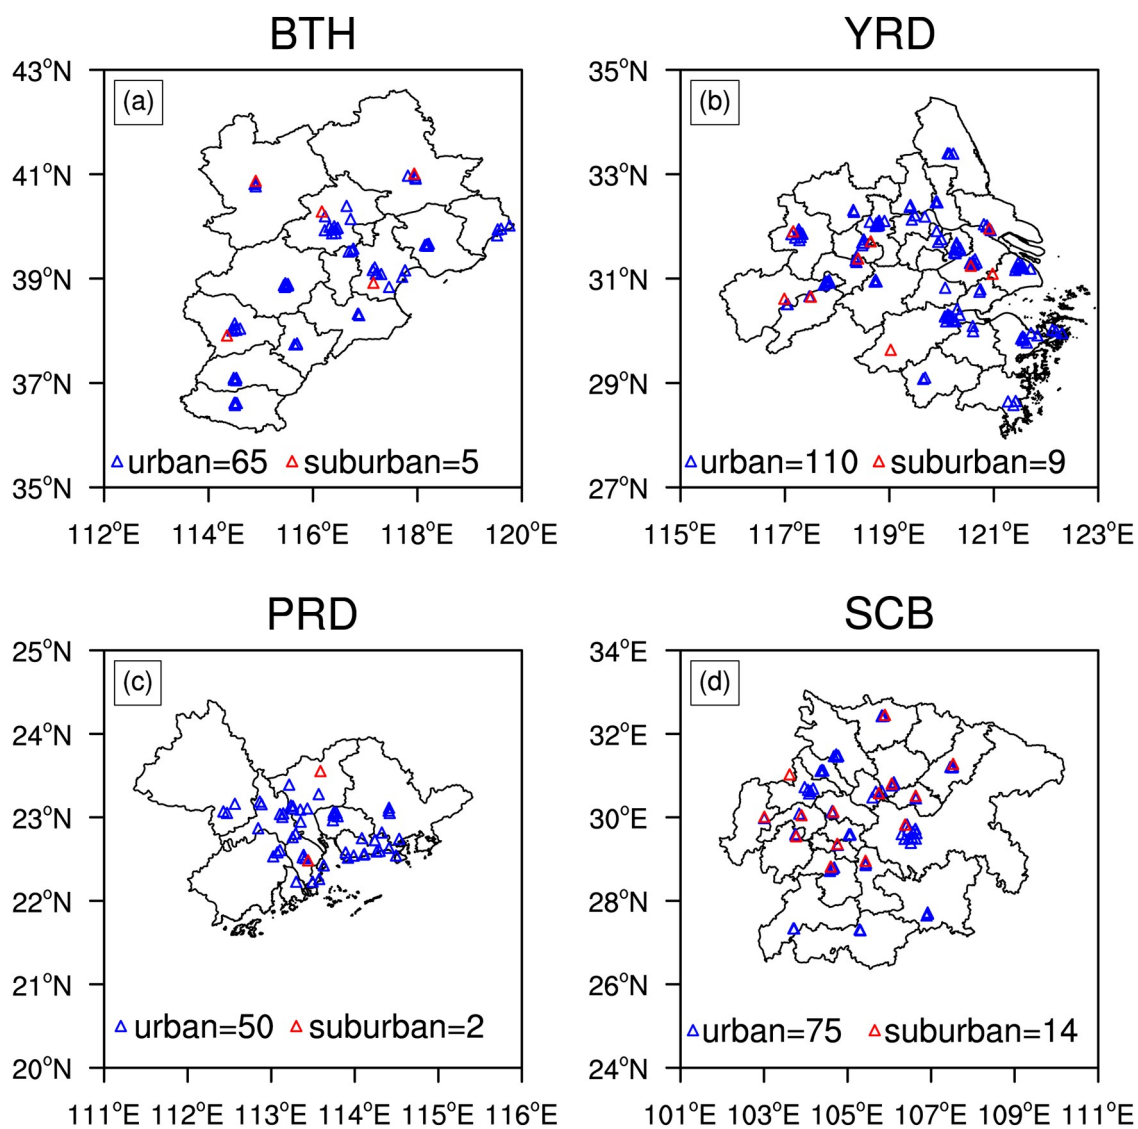 BTH
43°N
(a)
41°N
39°N
37°N
urban=65 suburban=5
35°N
112°E 114°E 116°E 118°E 120°E
YRD
35°N
(b)
33°N
31°N
29°N
urban=110 suburban=9
27°N
115°E 117°E 119°E 121°E 123°E
PRD
25°N
(c)
24°N
23°N
22°N
21°N
urban=50 suburban=2
20°N
111°E 112°E 113°E 114°E 115°E 116°E
SCB
34°E
(d)
32°E
30°E
28°E
26°E
urban=75 suburban=14
24°E
101°E 103°E 105°E 107°E 109°E 111°E